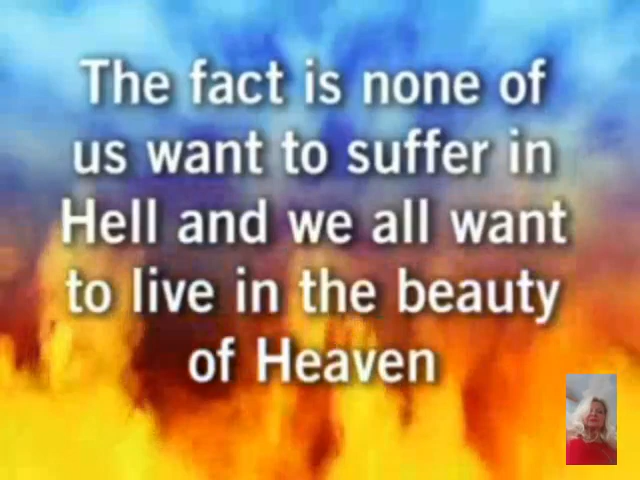 The fact is none of
us want to suffer in
Hell and we all want
to live in the beauty
of Heaven